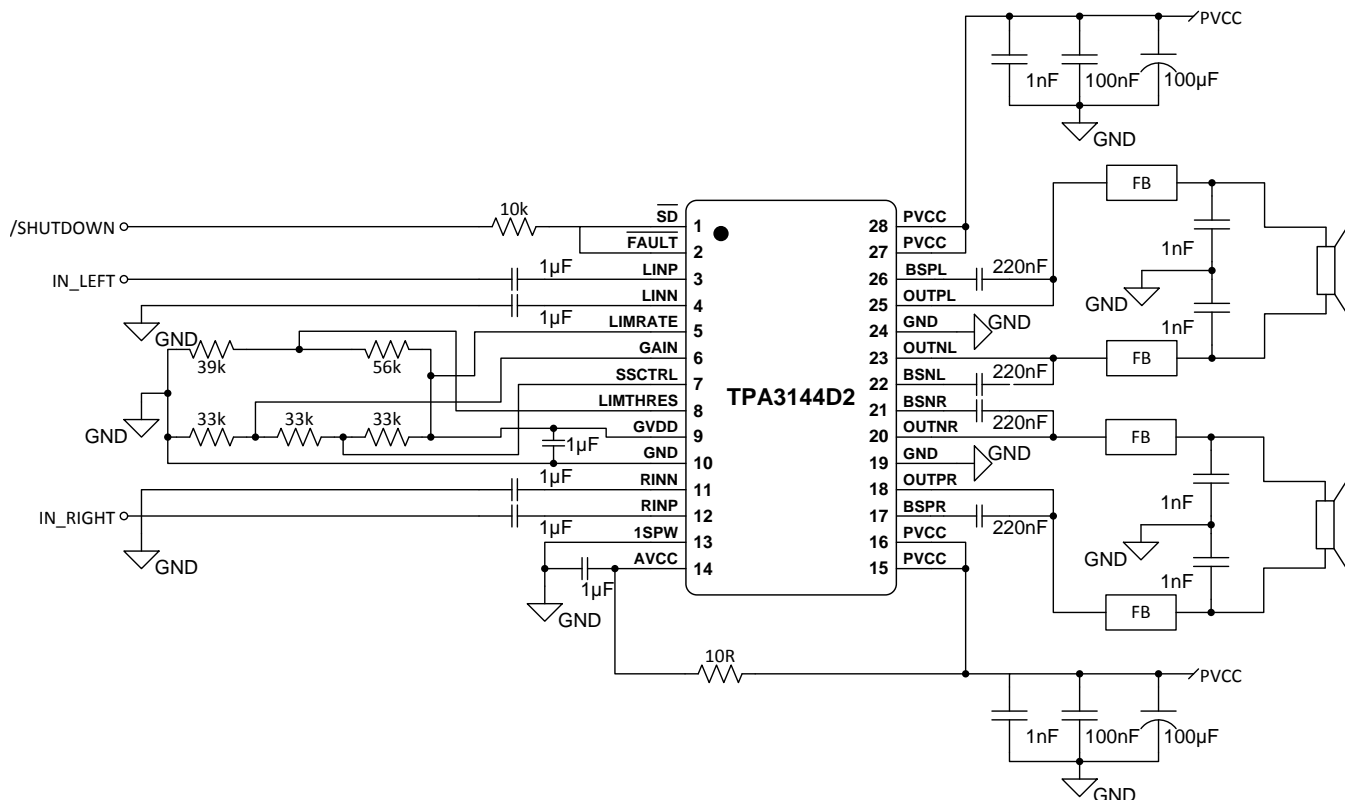 PVCC
1nF
100nF
100µF
GND
/SHUTDOWN
10k
SD
1
FAULT
2
IN_LEFT
1µF
LINP
3
LINN
4
1µF
GND
LIMRATE
5
39k
56k
GAIN
6
SSCTRL
7
LIMTHRES
8
GND
33k
33k
33k
GVDD
9
1µF
GND
10
1µF
RINN
11
IN_RIGHT
RINP
12
1µF
GND
1SPW
13
AVCC
14
1µF
GND
TPA3144D2
28
PVCC
27
PVCC
26
BSPL
220nF
25
OUTPL
24
GND
GND
23
OUTNL
22
BSNL
220nF
21
BSNR
220nF
20
OUTNR
19
GND
GND
18
OUTPR
17
BSPR
220nF
16
PVCC
15
PVCC
FB
1nF
GND
1nF
FB
FB
1nF
GND
1nF
FB
10R
PVCC
1nF
100nF
100µF
GND